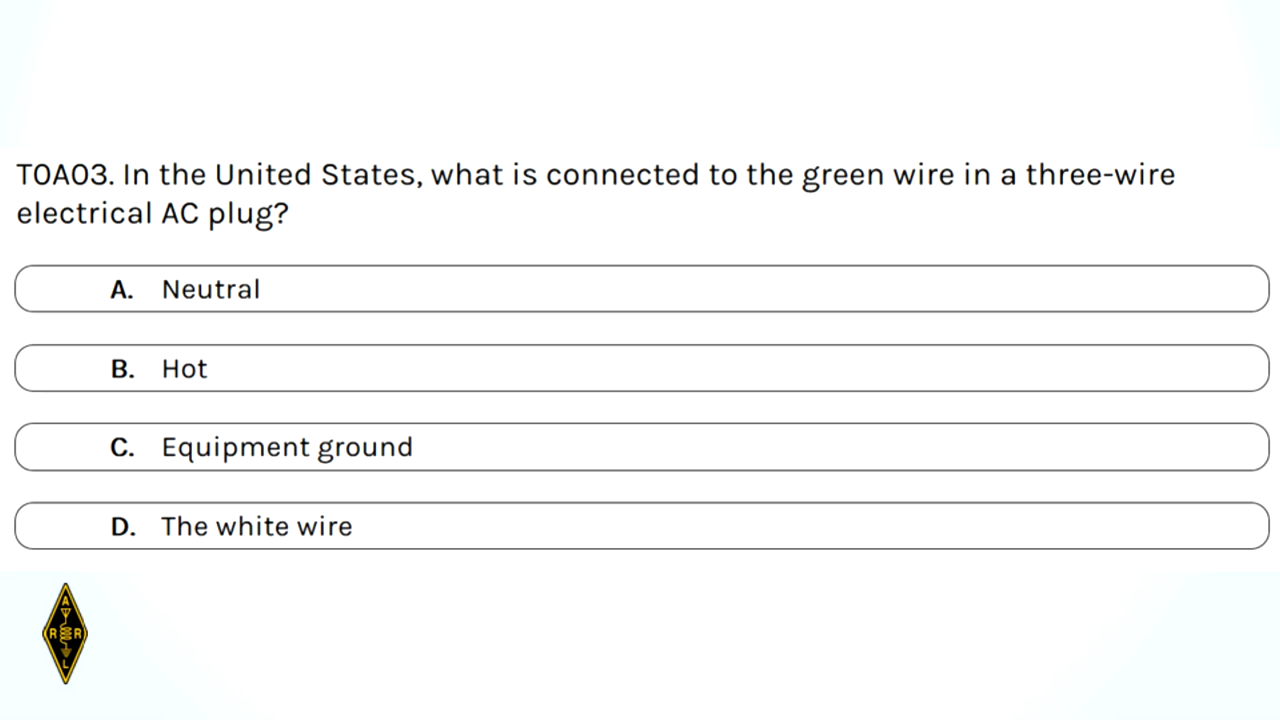 T0A03. In the United States, what is connected to the green wire in a three-wire
electrical AC plug?
A. Neutral
B. Hot
C. Equipment ground
D. The white wire
A
R R
L